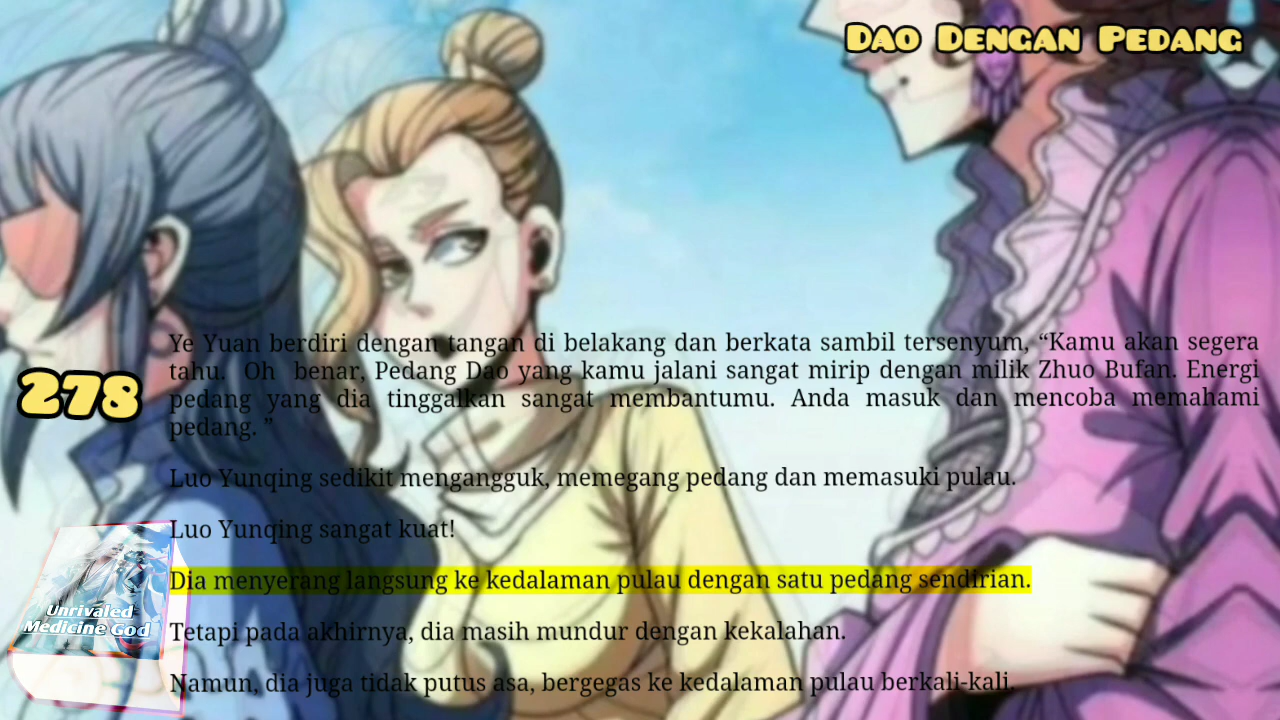 Dao Dengan Pedang
Ye Yuan berdiri dengan tangan di belakang dan berkata sambil tersenyum, “Kamu akan segera
tahu. Oh benar, Pedang Dao yang kamu jalani sangat mirip dengan milik Zhuo Bufan. Energi
pedang yang dia tinggalkan sangat membantumu. Anda masuk dan mencoba memahami
pedang. ”
278
Luo Yunqing sedikit mengangguk, memegang pedang dan memasuki pulau.
Luo Yunqing sangat kuat!
Dia menyerang langsung ke kedalaman pulau dengan satu pedang sendirian.
Unrivaled
Medicine God
Tetapi pada akhirnya, dia masih mundur dengan kekalahan.
Namun, dia juga tidak putus asa, bergegas ke kedalaman pulau berkali-kali.